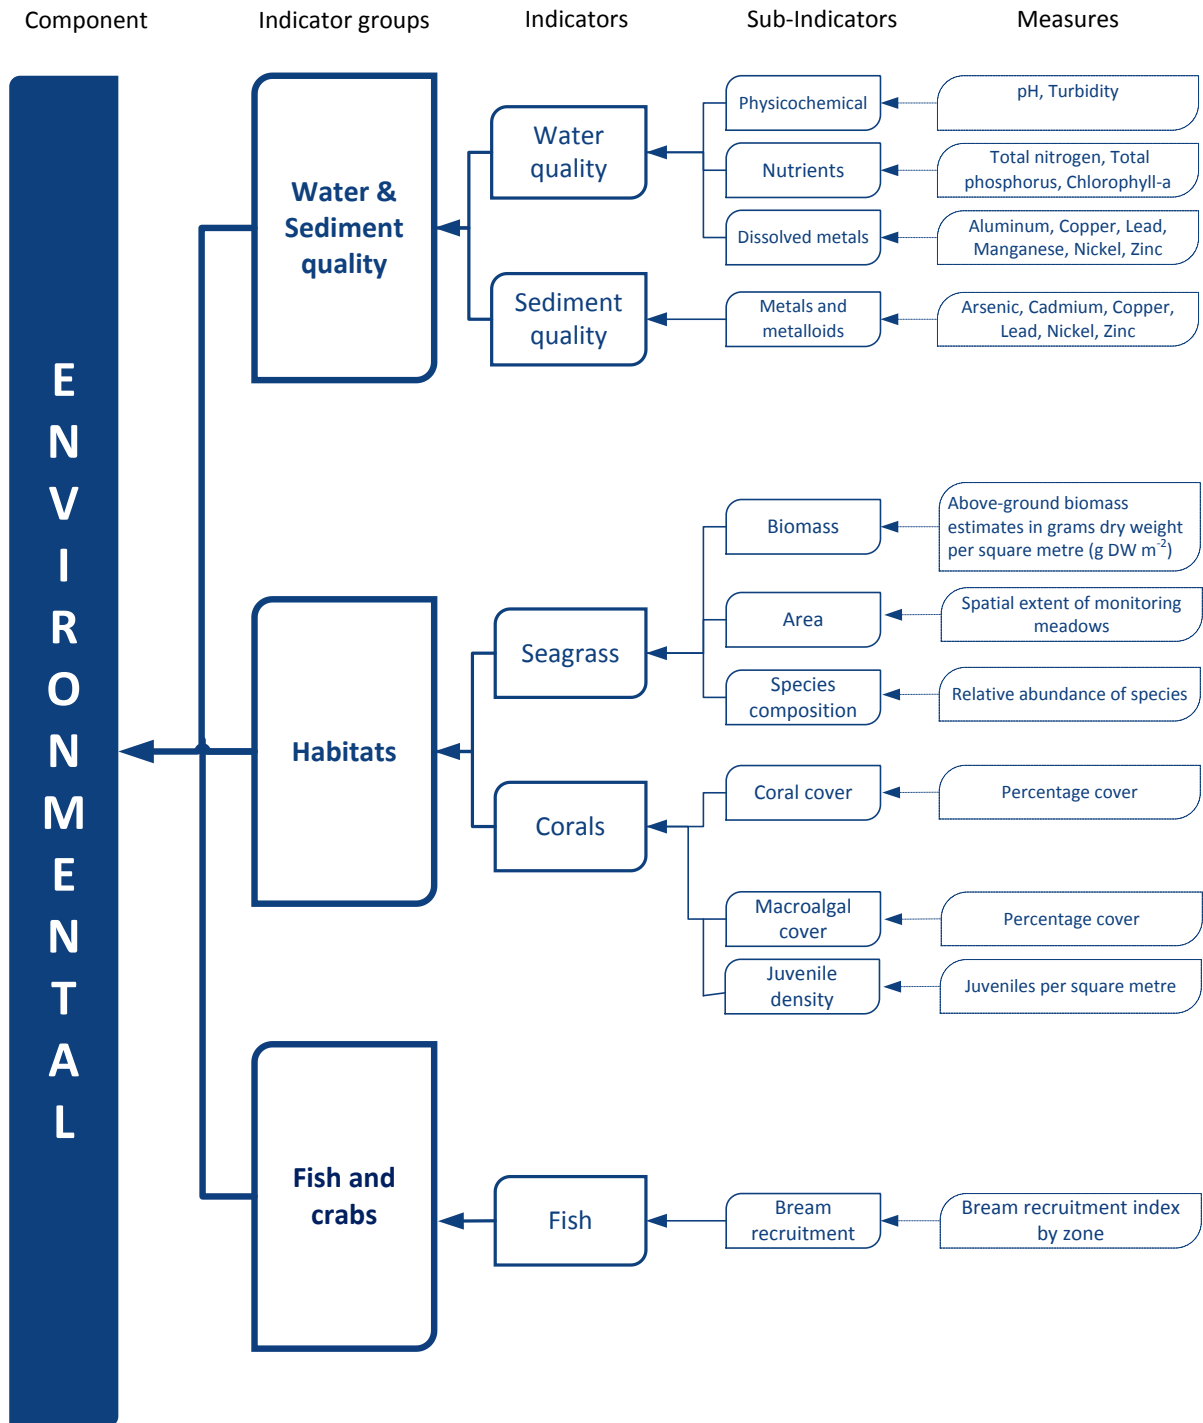 Component
Indicator groups
Indicators
Sub-Indicators
Measures
E
N
V
I
R
O
N
M
E
N
T
A
L
Water &
Sediment
quality
Water
quality
Physicochemical
pH, Turbidity
Nutrients
Total nitrogen, Total
phosphorus, Chlorophyll-a
Dissolved metals
Aluminum, Copper, Lead,
Manganese, Nickel, Zinc
Sediment
quality
Metals and
metalloids
Arsenic, Cadmium, Copper,
Lead, Nickel, Zinc
Habitats
Seagrass
Biomass
Above-ground biomass
estimates in grams dry weight
per square metre (g DW m⁻²)
Area
Spatial extent of monitoring
meadows
Species
composition
Relative abundance of species
Corals
Coral cover
Percentage cover
Macroalgal
cover
Percentage cover
Juvenile
density
Juveniles per square metre
Fish and
crabs
Fish
Bream
recruitment
Bream recruitment index
by zone